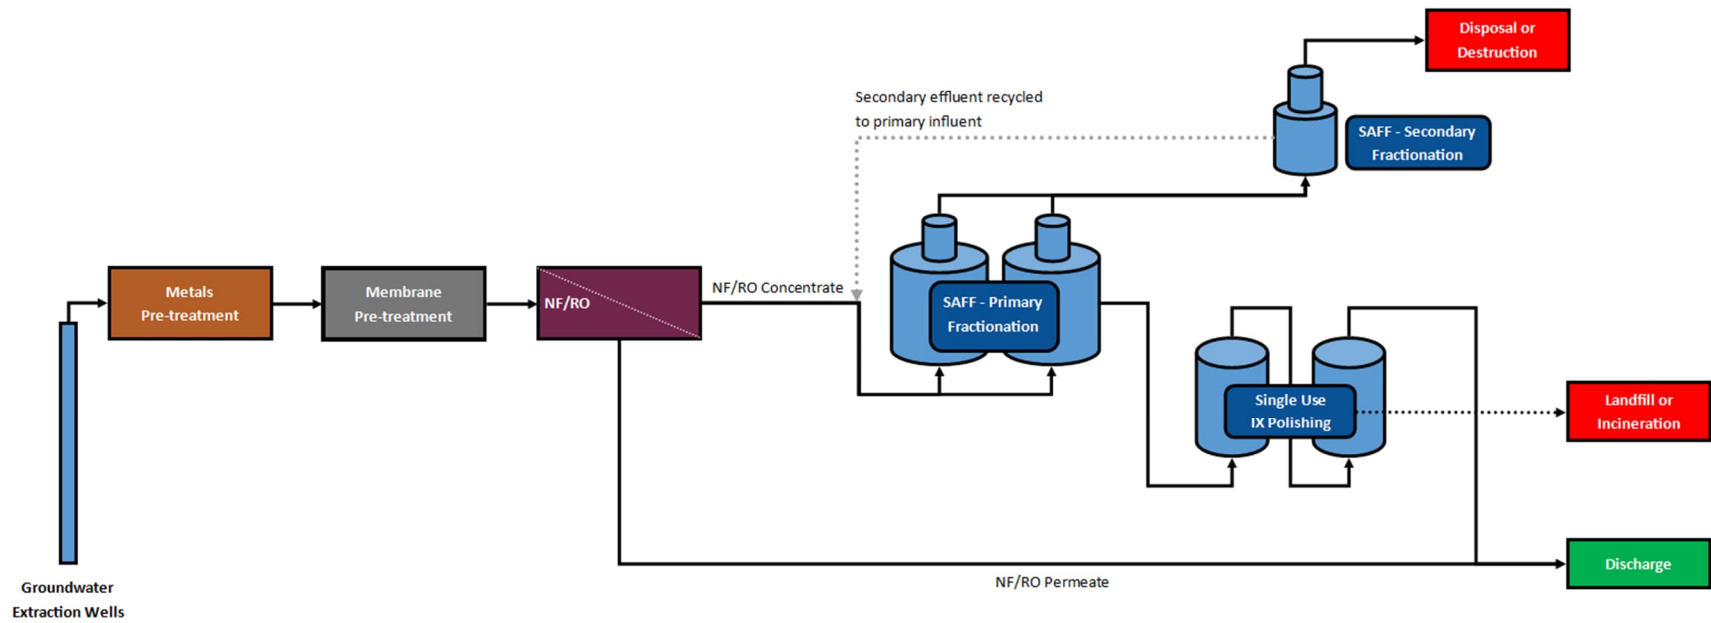 Disposal or
Destruction
Secondary effluent recycled
to primary influent
SAFF - Secondary
Fractionation
Metals
Pre-treatment
Membrane
Pre-treatment
NF/RO
NF/RO Concentrate
SAFF - Primary
Fractionation
Single Use
IX Polishing
Landfill or
Incineration
Discharge
NF/RO Permeate
Groundwater
Extraction Wells